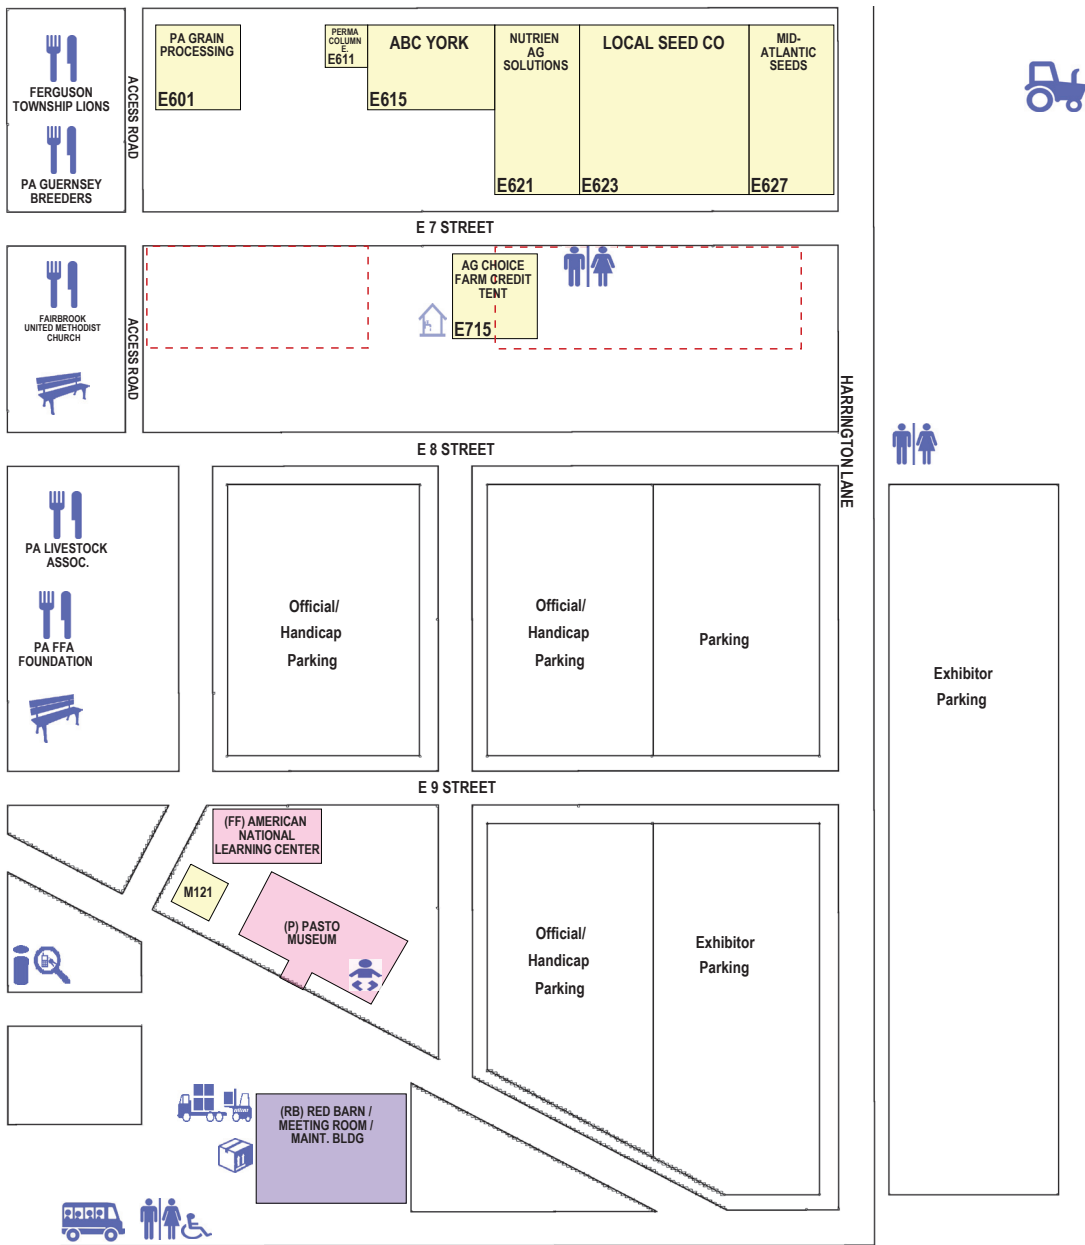 PA GRAIN
PROCESSING
E601
PERMA
COLUMN
E.
E611
ABC YORK
E615
NUTRIEN
AG
SOLUTIONS
E621
LOCAL SEED CO
E623
MID-
ATLANTIC
SEEDS
E627
FERGUSON
TOWNSHIP LIONS
PA GUERNSEY
BREEDERS
ACCESS ROAD
E 7 STREET
FAIRBROOK
UNITED METHODIST
CHURCH
ACCESS ROAD
AG CHOICE
FARM CREDIT
TENT
E715
HARRINGTON LANE
E 8 STREET
PA LIVESTOCK
ASSOC.
PA FFA
FOUNDATION
Official/
Handicap
Parking
Official/
Handicap
Parking
Parking
Exhibitor
Parking
E 9 STREET
(FF) AMERICAN
NATIONAL
LEARNING CENTER
M121
(P) PASTO
MUSEUM
Official/
Handicap
Parking
Exhibitor
Parking
(RB) RED BARN /
MEETING ROOM /
MAINT. BLDG